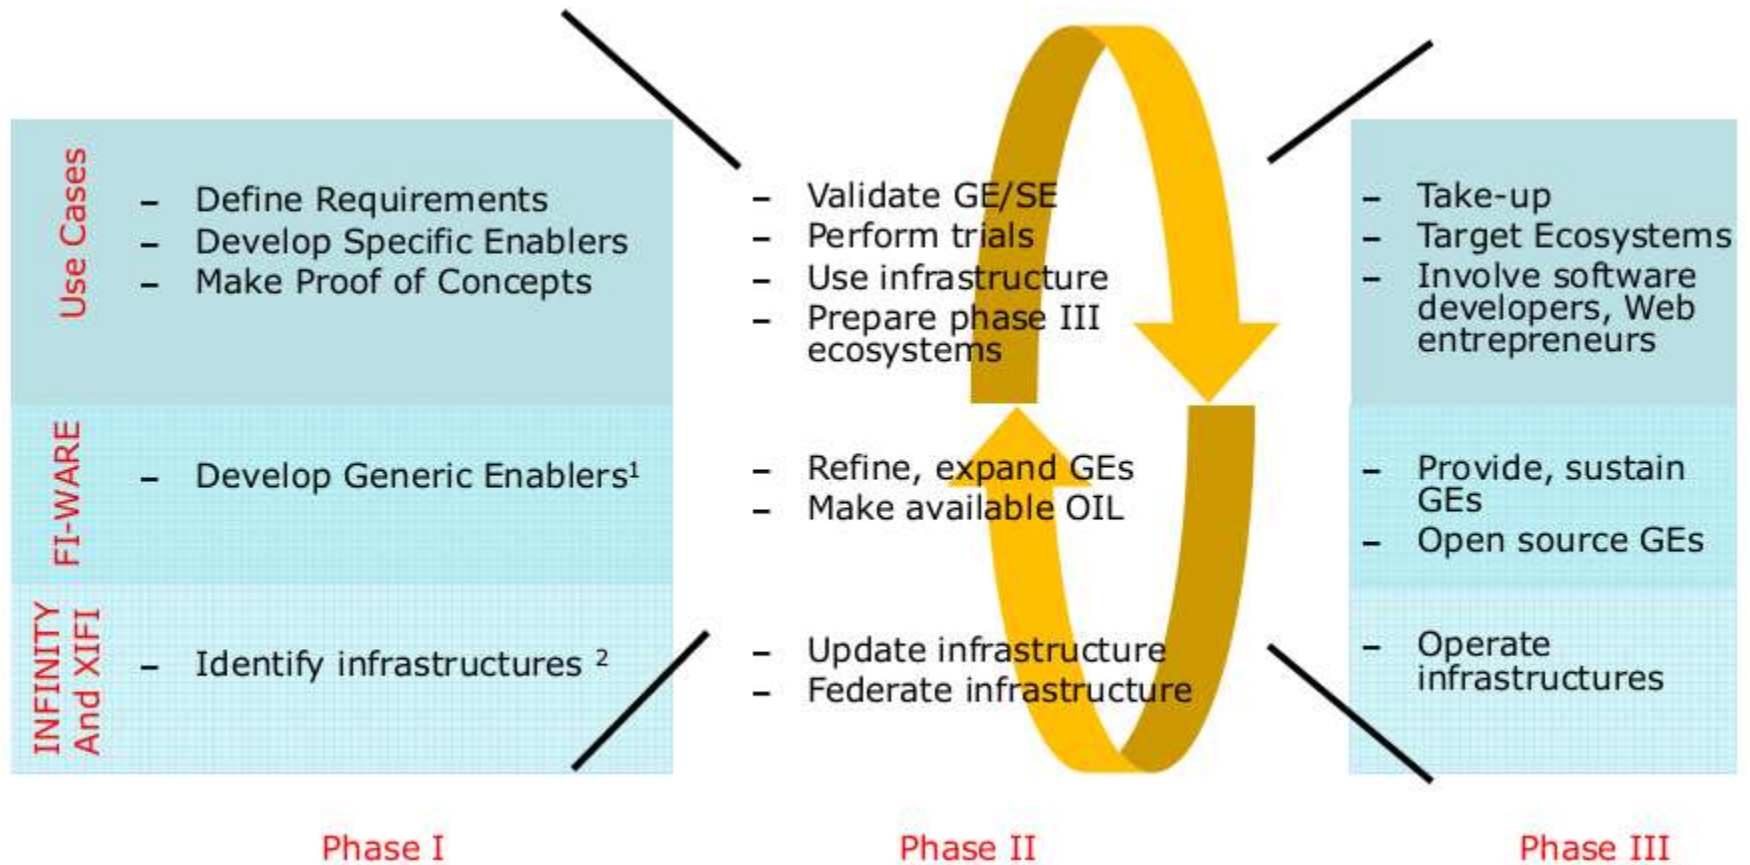 Use Cases
– Define Requirements
– Develop Specific Enablers
– Make Proof of Concepts
– Validate GE/SE
– Perform trials
– Use infrastructure
– Prepare phase III
ecosystems
– Take-up
– Target Ecosystems
– Involve software
developers, Web
entrepreneurs
FI-WARE
– Develop Generic Enablers¹
– Refine, expand GEs
– Make available OIL
– Provide, sustain
GEs
– Open source GEs
INFINITY
And XIFI
– Identify infrastructures ²
– Update infrastructure
– Federate infrastructure
– Operate
infrastructures
Phase I
Phase II
Phase III